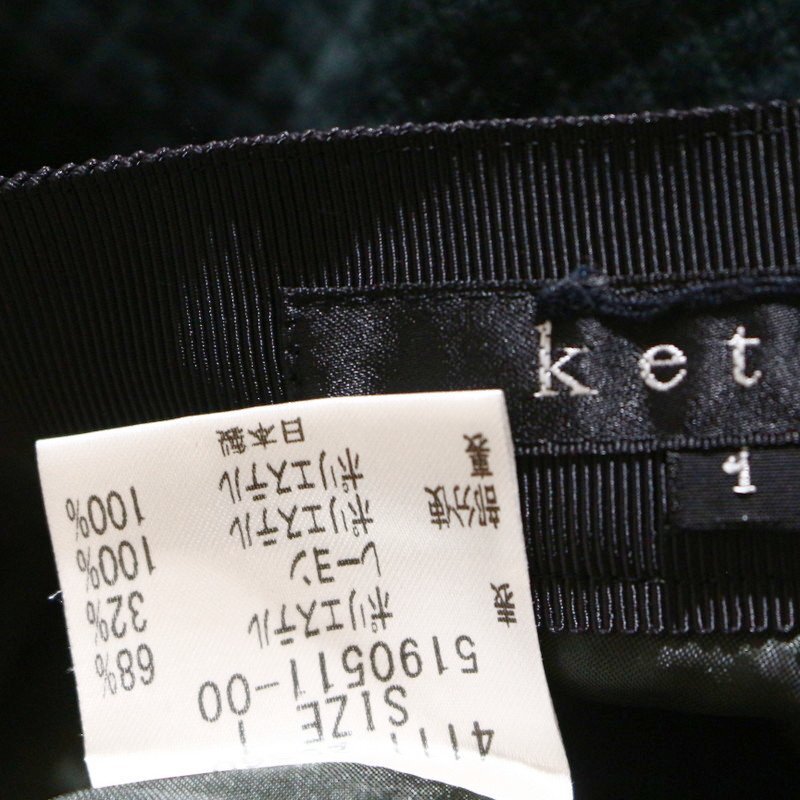 ket
1
SIZE 1
5190511-00
表 ポリエステル 68%
レーヨン 32%
部分使 ポリエステル 100%
裏 ポリエステル 100%
日本製